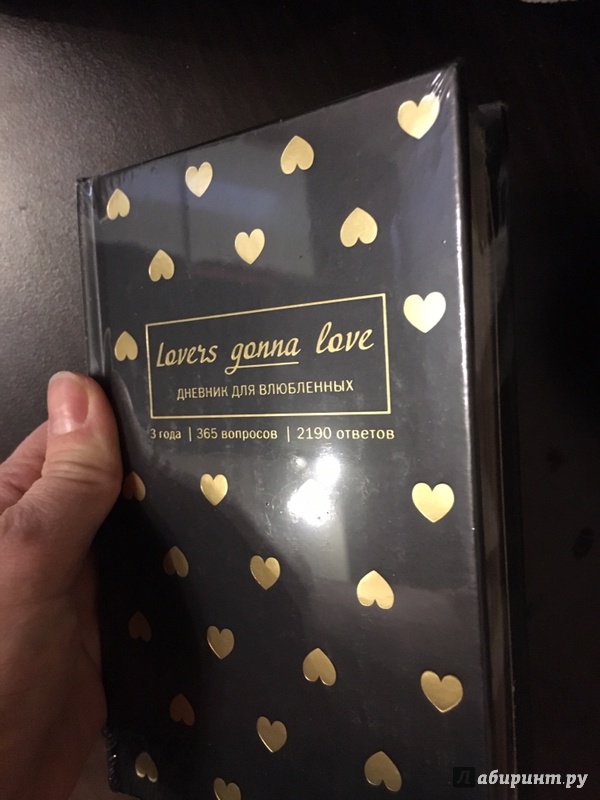 Lovers gonna love
ДНЕВНИК ДЛЯ ВЛЮБЛЕННЫХ
3 года | 365 вопросов | 2190 ответов
Лабиринт.ру